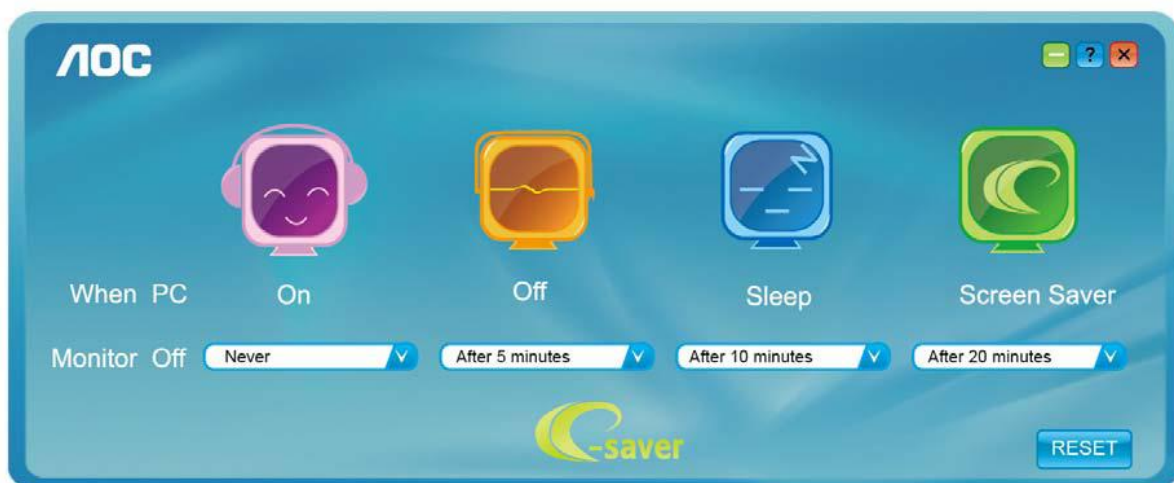 AOC
?
When PC On Off Sleep Screen Saver
Monitor Off Never After 5 minutes After 10 minutes After 20 minutes
e-saver
RESET